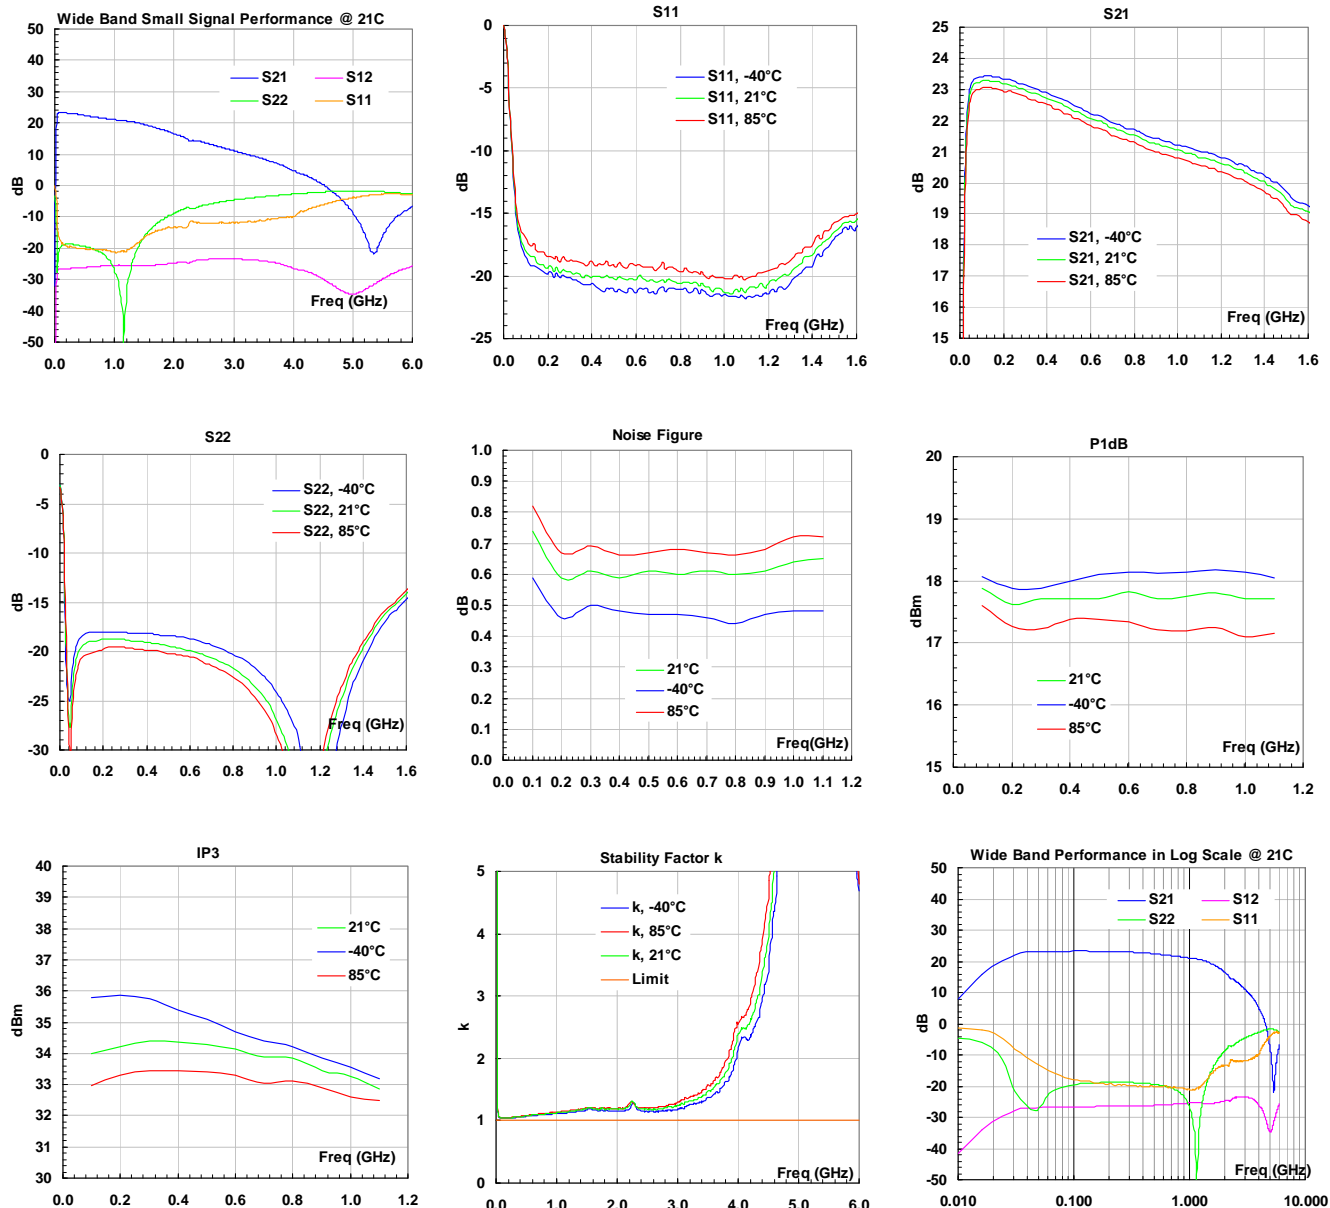 Wide Band Small Signal Performance @ 21C
50
40
30
20
10
0
-10
-20
-30
-40
-50
dB
S21
S12
S22
S11
Freq (GHz)
0.0 1.0 2.0 3.0 4.0 5.0 6.0
S11
0
-5
-10
-15
-20
-25
dB
S11, -40°C
S11, 21°C
S11, 85°C
Freq (GHz)
0.0 0.2 0.4 0.6 0.8 1.0 1.2 1.4 1.6
S21
25
24
23
22
21
20
19
18
17
16
15
dB
S21, -40°C
S21, 21°C
S21, 85°C
Freq (GHz)
0.0 0.2 0.4 0.6 0.8 1.0 1.2 1.4 1.6
S22
0
-5
-10
-15
-20
-25
-30
dB
S22, -40°C
S22, 21°C
S22, 85°C
Freq (GHz)
0.0 0.2 0.4 0.6 0.8 1.0 1.2 1.4 1.6
Noise Figure
1.0
0.9
0.8
0.7
0.6
0.5
0.4
0.3
0.2
0.1
0.0
dB
21°C
-40°C
85°C
Freq(GHz)
0.0 0.1 0.2 0.3 0.4 0.5 0.6 0.7 0.8 0.9 1.0 1.1 1.2
P1dB
20
19
18
17
16
15
dBm
21°C
-40°C
85°C
Freq (GHz)
0.0 0.2 0.4 0.6 0.8 1.0 1.2
IP3
40
39
38
37
36
35
34
33
32
31
30
dBm
21°C
-40°C
85°C
Freq (GHz)
0.0 0.2 0.4 0.6 0.8 1.0 1.2
Stability Factor k
5
4
3
2
1
0
k
k, -40°C
k, 85°C
k, 21°C
Limit
Freq (GHz)
0.0 1.0 2.0 3.0 4.0 5.0 6.0
Wide Band Performance in Log Scale @ 21C
50
40
30
20
10
0
-10
-20
-30
-40
-50
dB
S21
S12
S22
S11
Freq (GHz)
0.010 0.100 1.000 10.000